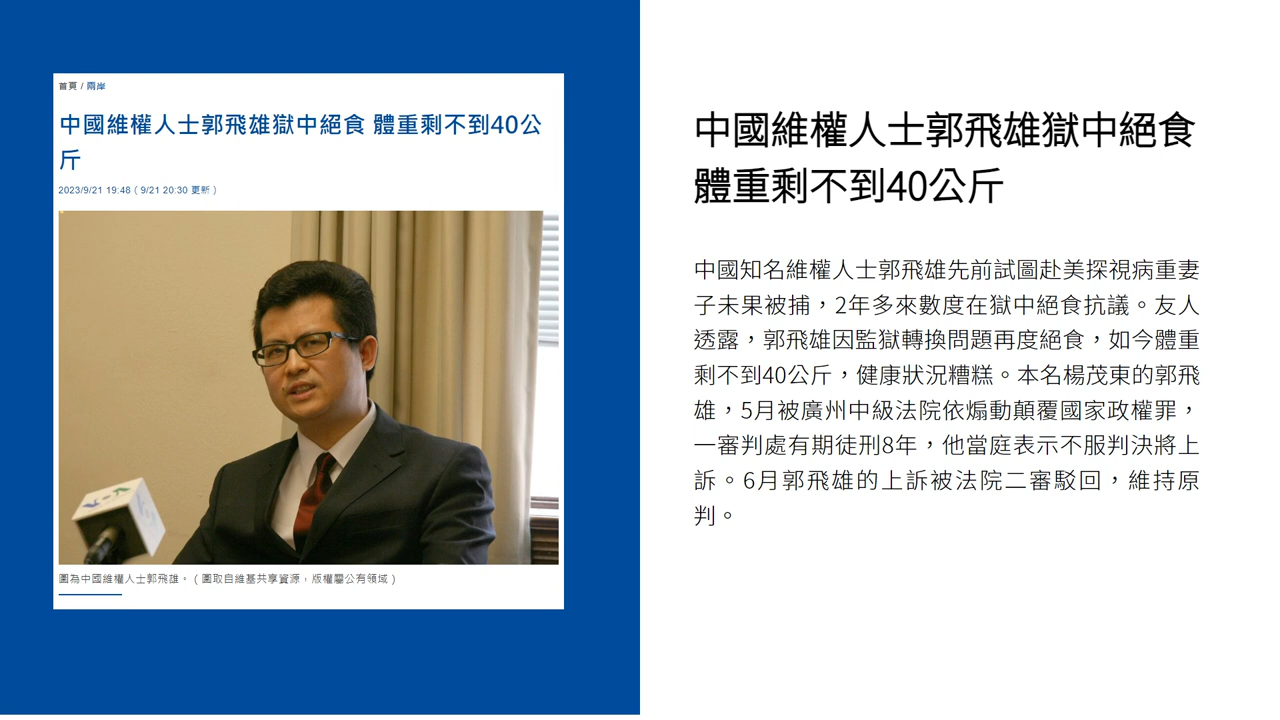 首頁 / 兩岸
中國維權人士郭飛雄獄中絕食 體重剩不到40公
斤
2023/9/21 19:48（9/21 20:30 更新）
圖為中國維權人士郭飛雄。（圖取自維基共享資源，版權屬公有領域）
中國維權人士郭飛雄獄中絕食
體重剩不到40公斤
中國知名維權人士郭飛雄先前試圖赴美探視病重妻
子未果被捕，2年多來數度在獄中絕食抗議。友人
透露，郭飛雄因監獄轉換問題再度絕食，如今體重
剩不到40公斤，健康狀況糟糕。本名楊茂東的郭飛
雄，5月被廣州中級法院依煽動顛覆國家政權罪，
一審判處有期徒刑8年，他當庭表示不服判決將上
訴。6月郭飛雄的上訴被法院二審駁回，維持原
判。